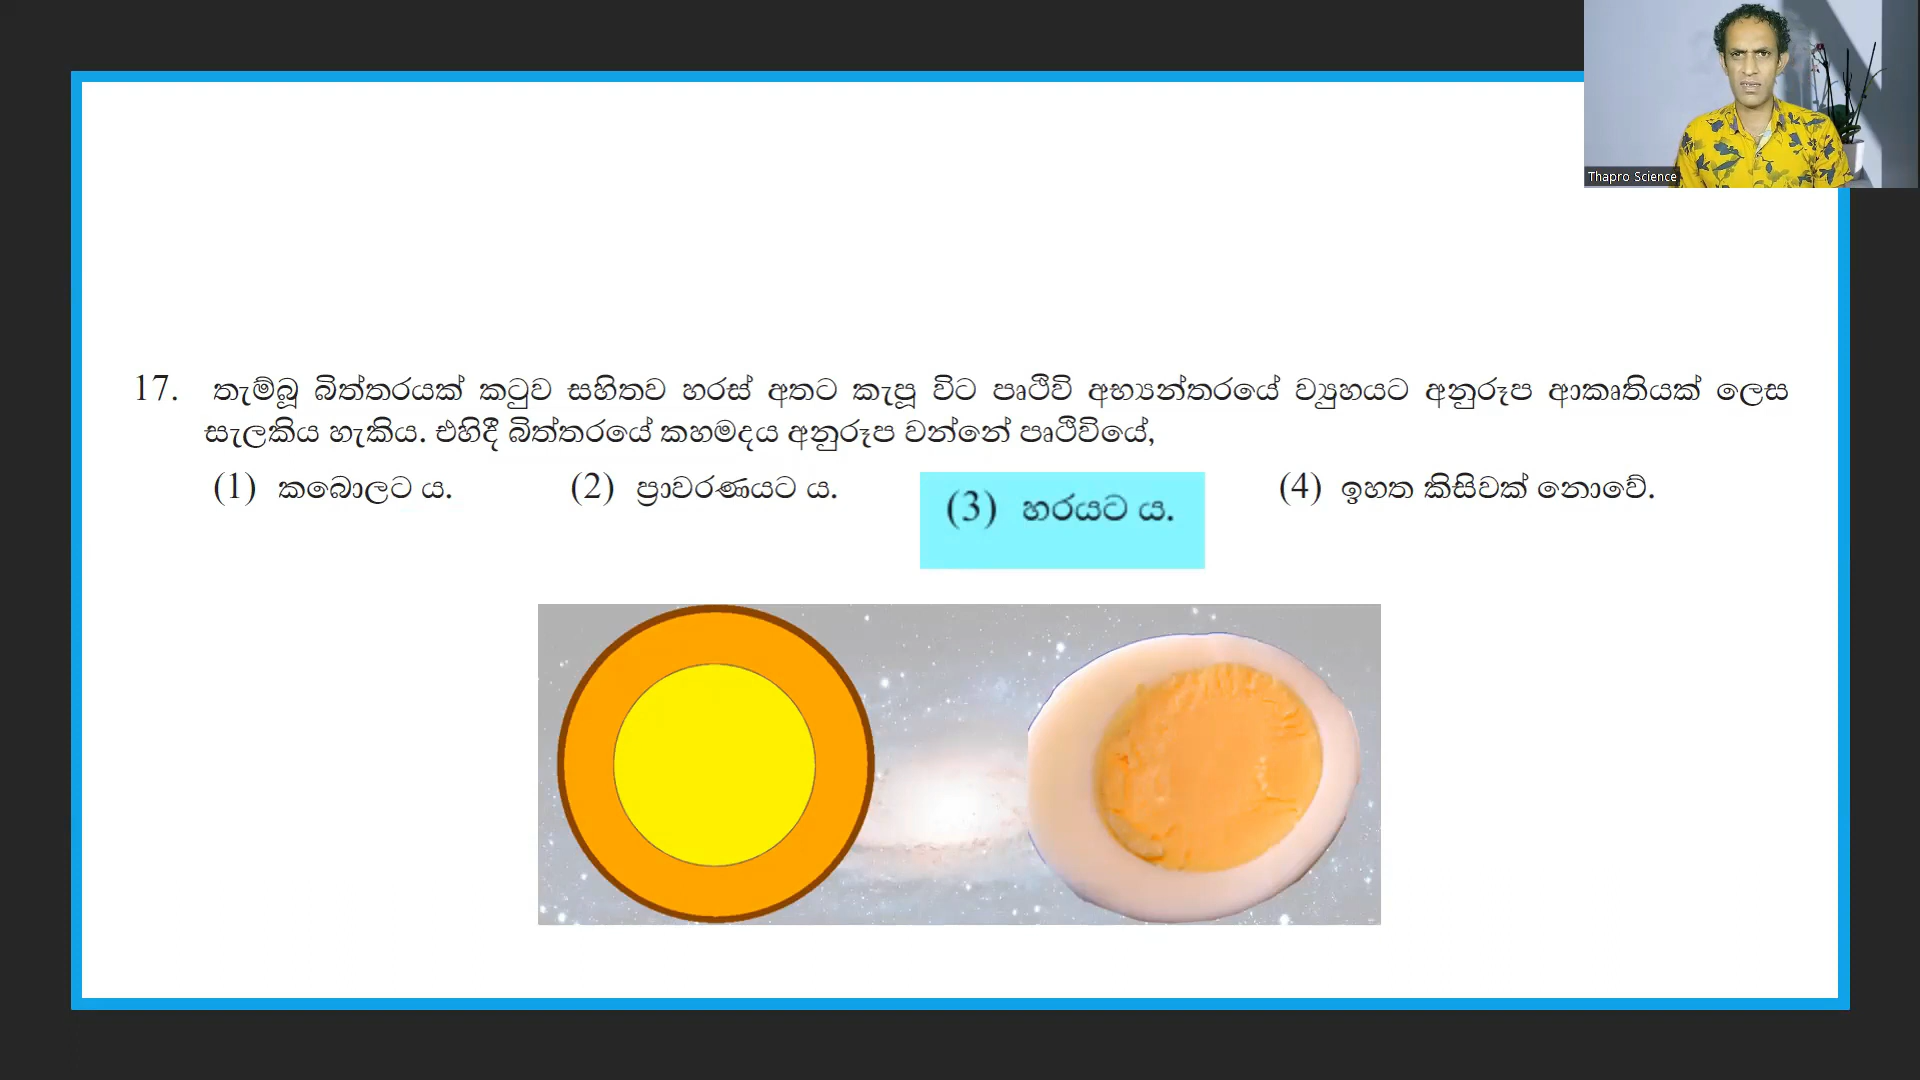 Thapro Science
17. තැම්බූ බිත්තරයක් කටුව සහිතව හරස් අතට කැපූ විට පෘථිවි අභ්‍යන්තරයේ ව්‍යුහයට අනුරූප ආකෘතියක් ලෙස
සැලකිය හැකිය. එහිදී බිත්තරයේ කහමදය අනුරූප වන්නේ පෘථිවියේ,
(1) කබොලට ය. (2) ප්‍රාවරණයට ය. (3) හරයට ය. (4) ඉහත කිසිවක් නොවේ.